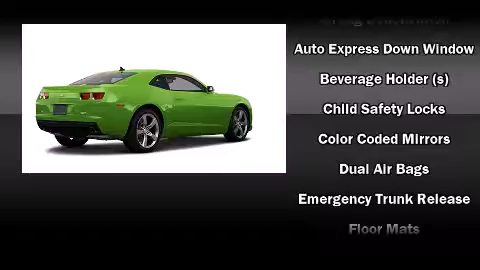 Auto Express Down Window
Beverage Holder (s)
Child Safety Locks
Color Coded Mirrors
Dual Air Bags
Emergency Trunk Release
Floor Mats